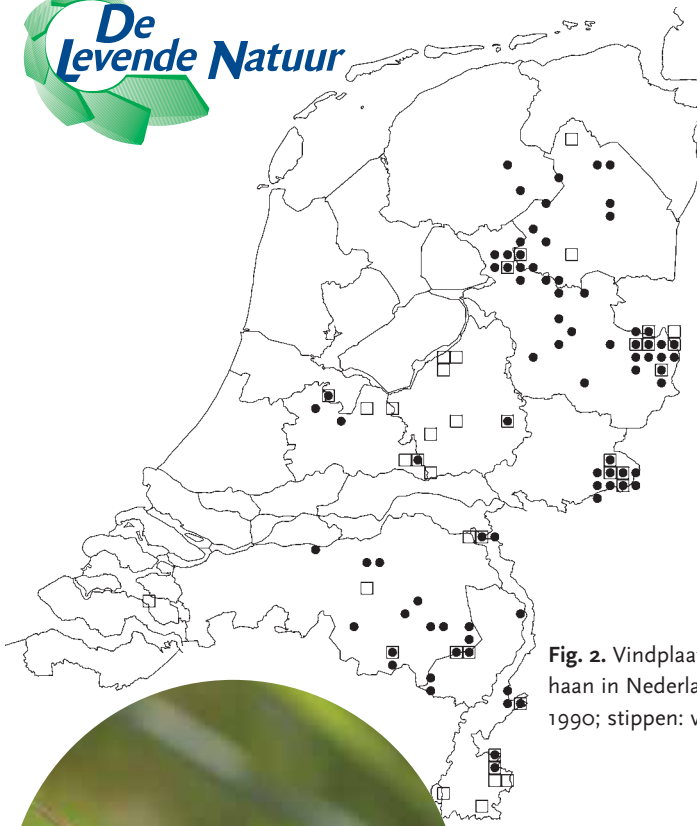 De
Levende Natuur
Fig. 2. Vindplaa
haan in Nederla
1990; stippen: v